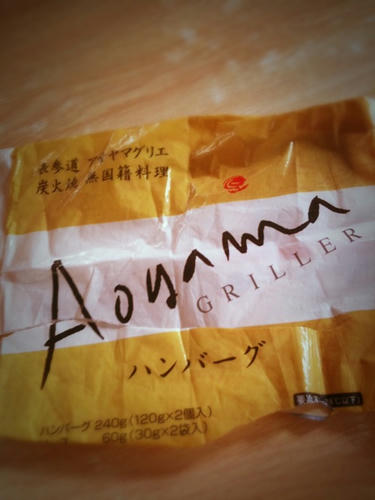 表参道 アオヤマグリエ
炭火焼 無国籍料理
Aoyama
GRILLER
ハンバーグ
ハンバーグ 240g(120g×2個入)
60g(30g×2袋入)